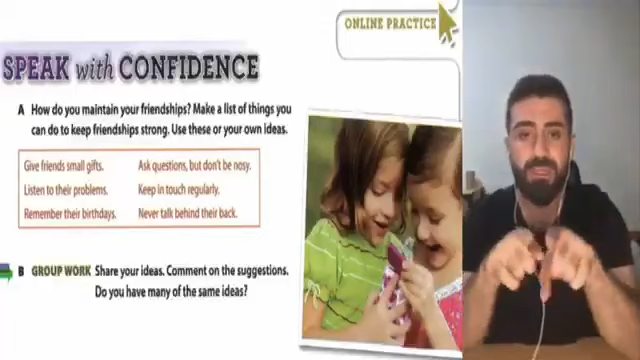 ONLINE PRACTICE
SPEAK with CONFIDENCE
A How do you maintain your friendships? Make a list of things you
can do to keep friendships strong. Use these or your own ideas.
Give friends small gifts. Ask questions, but don't be nosy.
Listen to their problems. Keep in touch regularly.
Remember their birthdays. Never talk behind their back.
B GROUP WORK Share your ideas. Comment on the suggestions.
Do you have many of the same ideas?